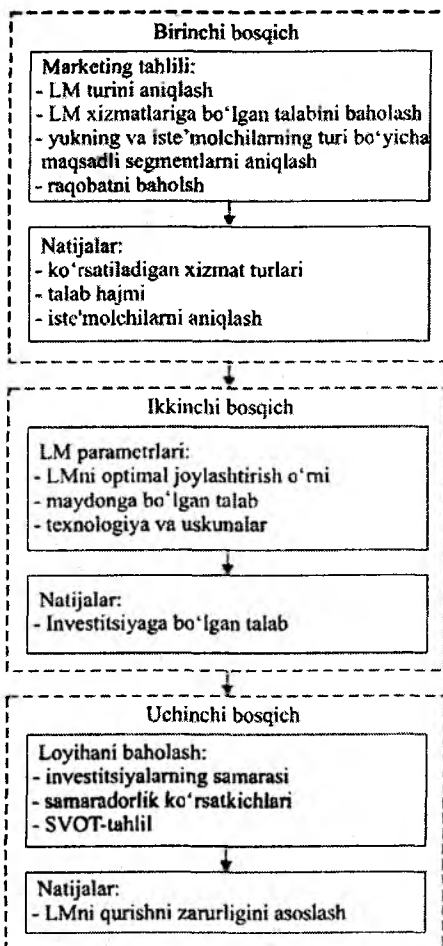 Birinchi bosqich
Marketing tahlili:
- LM turini aniqlash
- LM xizmatlariga bo‘lgan talabini baholash
- yukning va iste’molchilarning turi bo‘yicha
maqsadli segmentlarni aniqlash
- raqobatni baholsh
Natijalar:
- ko‘rsatiladigan xizmat turlari
- talab hajmi
- iste'molchilarni aniqlash
Ikkinchi bosqich
LM parametrlari:
- LMni optimal joylashtirish o‘rni
- maydonga bo‘lgan talab
- texnologiya va uskunalar
Natijalar:
- Investitsiyaga bo‘lgan talab
Uchinchi bosqich
Loyihani baholash:
- investitsiyalarning samarasi
- samaradorlik ko‘rsatkichlari
- SVOT-tahlil
Natijalar:
- LMni qurishni zarurligini asoslash